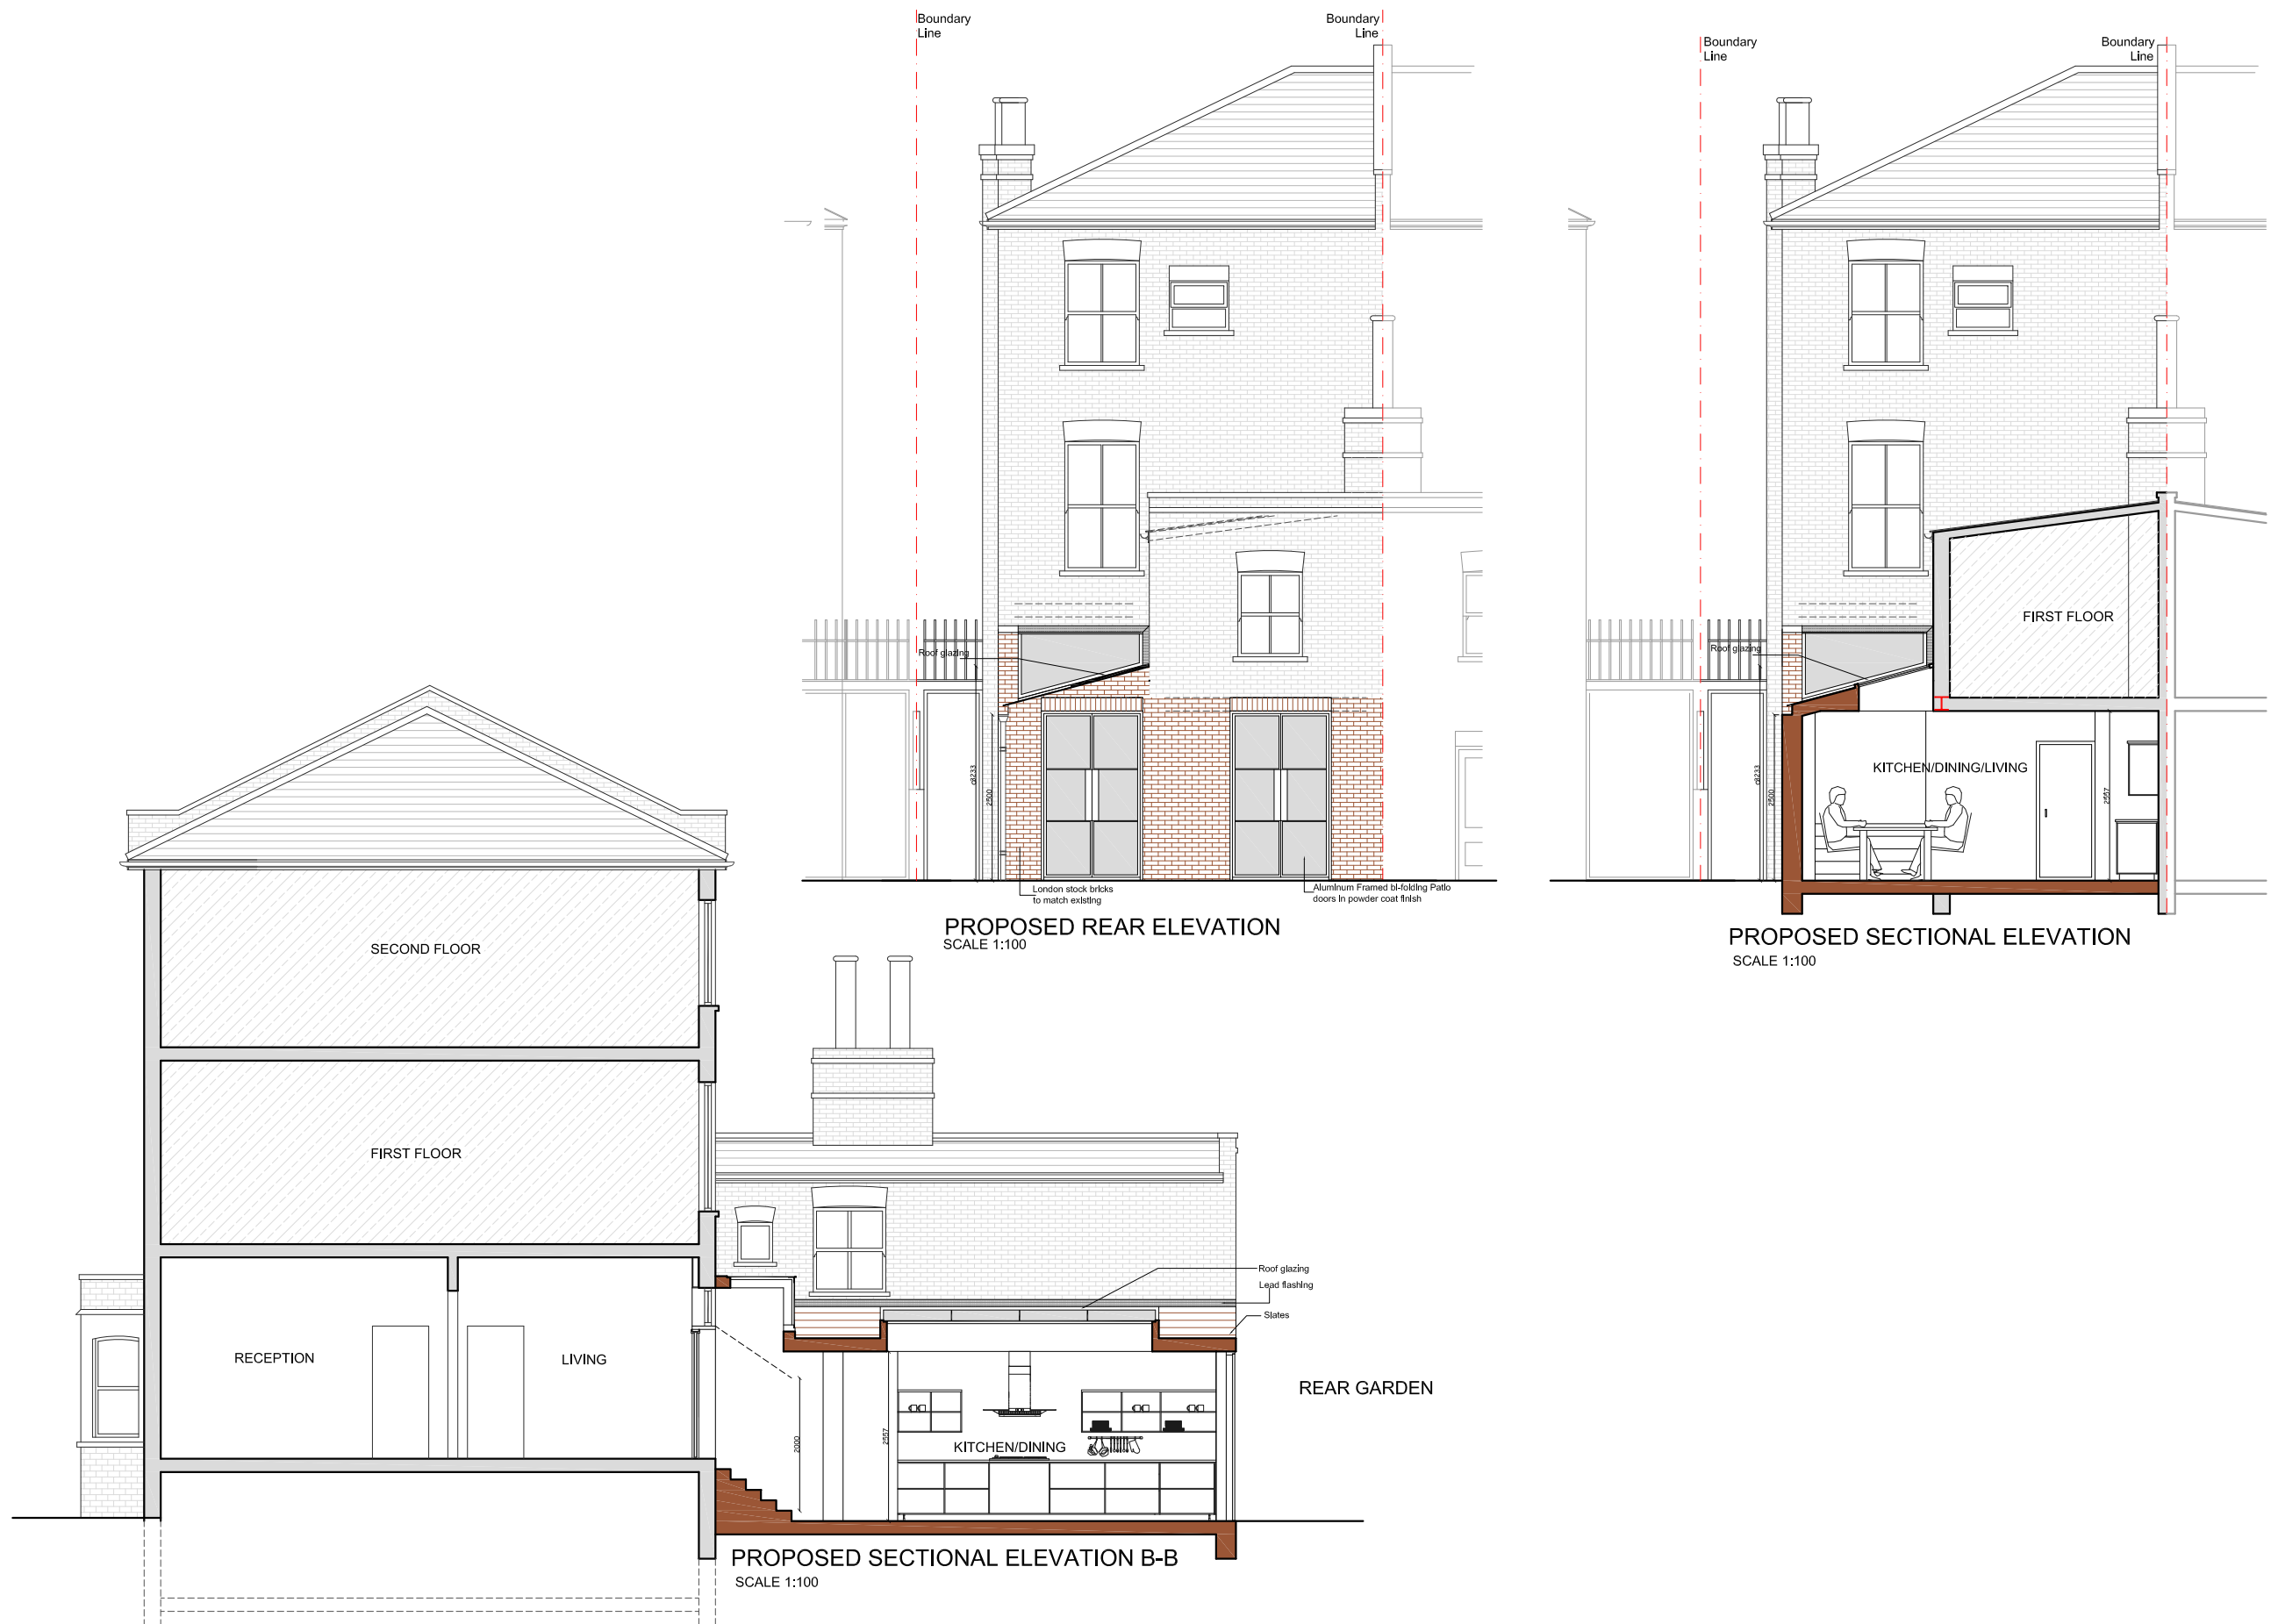 Boundary
Line
Boundary
Line
Roof glazing
2500
London stock bricks
to match existing
Aluminum Framed bi-folding Patio
doors in powder coat finish
PROPOSED REAR ELEVATION
SCALE 1:100
Boundary
Line
Boundary
Line
FIRST FLOOR
Roof glazing
KITCHEN/DINING/LIVING
2500
2557
PROPOSED SECTIONAL ELEVATION
SCALE 1:100
SECOND FLOOR
FIRST FLOOR
RECEPTION
LIVING
Roof glazing
Lead flashing
Slates
REAR GARDEN
2000
2557
KITCHEN/DINING
PROPOSED SECTIONAL ELEVATION B-B
SCALE 1:100